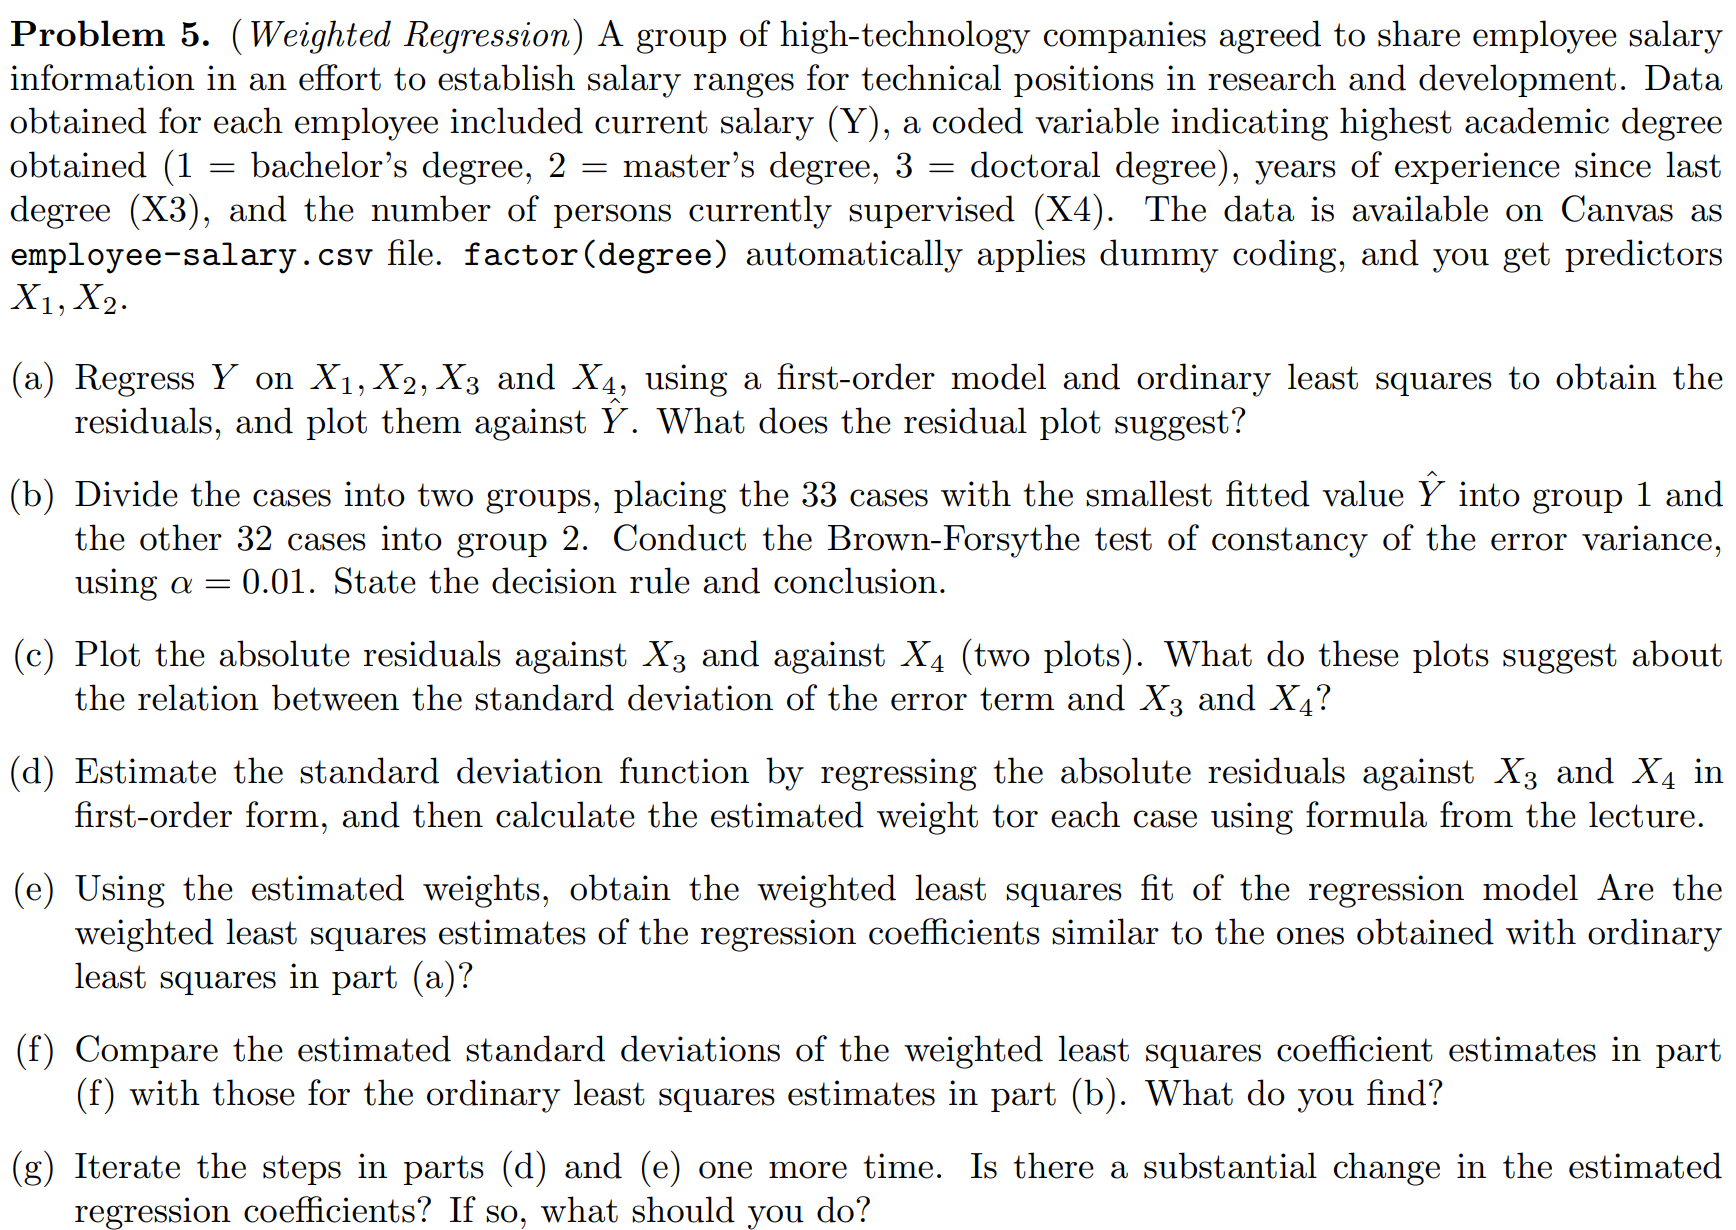 Problem 5. (Weighted Regression) A group of high-technology companies agreed to share employee salary
information in an effort to establish salary ranges for technical positions in research and development. Data
obtained for each employee included current salary (Y), a coded variable indicating highest academic degree
obtained (1 = bachelor's degree, 2 = master's degree, 3 = doctoral degree), years of experience since last
degree (X3), and the number of persons currently supervised (X4). The data is available on Canvas as
employee-salary.csv file. factor(degree) automatically applies dummy coding, and you get predictors
X₁, X₂.
(a) Regress Y on X₁, X₂, X₃ and X₄, using a first-order model and ordinary least squares to obtain the
residuals, and plot them against Ŷ. What does the residual plot suggest?
(b) Divide the cases into two groups, placing the 33 cases with the smallest fitted value Ŷ into group 1 and
the other 32 cases into group 2. Conduct the Brown-Forsythe test of constancy of the error variance,
using α = 0.01. State the decision rule and conclusion.
(c) Plot the absolute residuals against X₃ and against X₄ (two plots). What do these plots suggest about
the relation between the standard deviation of the error term and X₃ and X₄?
(d) Estimate the standard deviation function by regressing the absolute residuals against X₃ and X₄ in
first-order form, and then calculate the estimated weight tor each case using formula from the lecture.
(e) Using the estimated weights, obtain the weighted least squares fit of the regression model Are the
weighted least squares estimates of the regression coefficients similar to the ones obtained with ordinary
least squares in part (a)?
(f) Compare the estimated standard deviations of the weighted least squares coefficient estimates in part
(f) with those for the ordinary least squares estimates in part (b). What do you find?
(g) Iterate the steps in parts (d) and (e) one more time. Is there a substantial change in the estimated
regression coefficients? If so, what should you do?